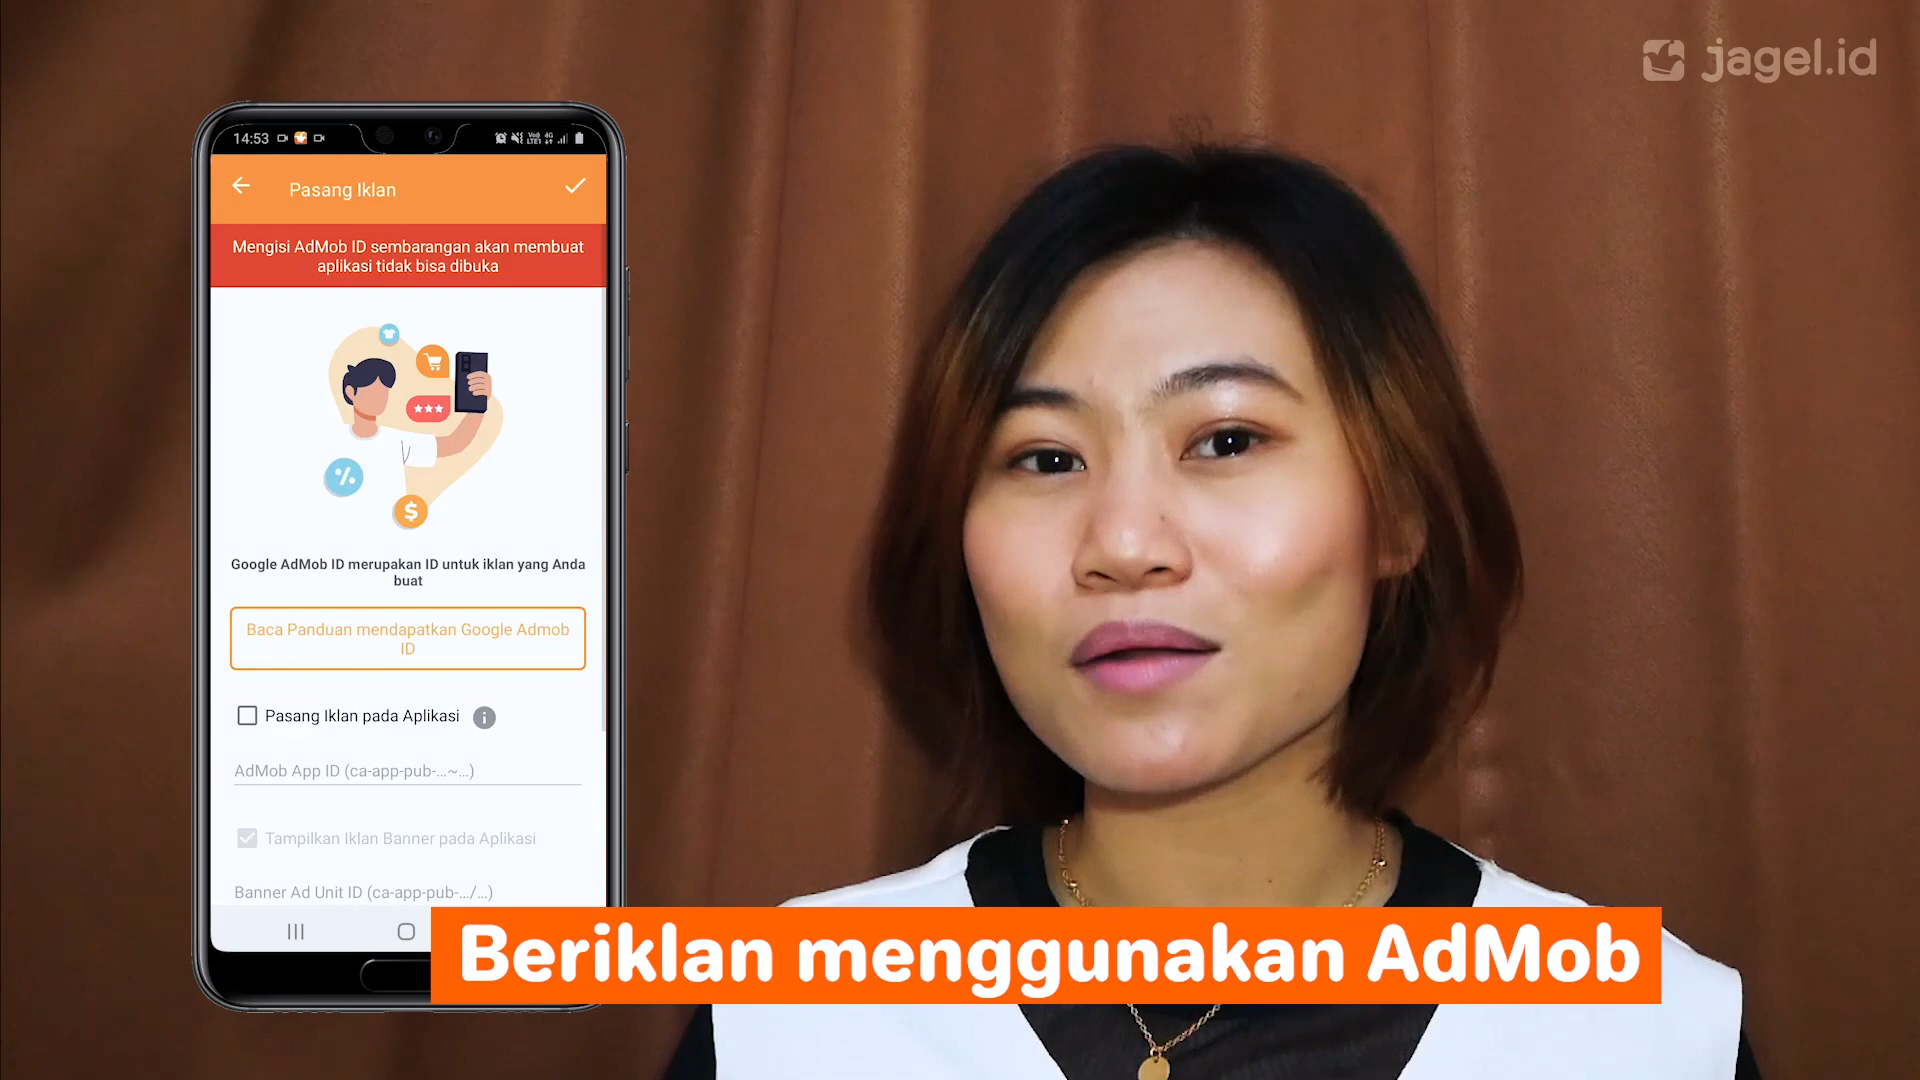 jagel.id
14:53
Pasang Iklan
Mengisi AdMob ID sembarangan akan membuat
aplikasi tidak bisa dibuka
Google AdMob ID merupakan ID untuk iklan yang Anda
buat
Baca Panduan mendapatkan Google Admob
ID
Pasang Iklan pada Aplikasi
AdMob App ID (ca-app-pub-...~...)
Tampilkan Iklan Banner pada Aplikasi
Banner Ad Unit ID (ca-app-pub-.../...)
Beriklan menggunakan AdMob